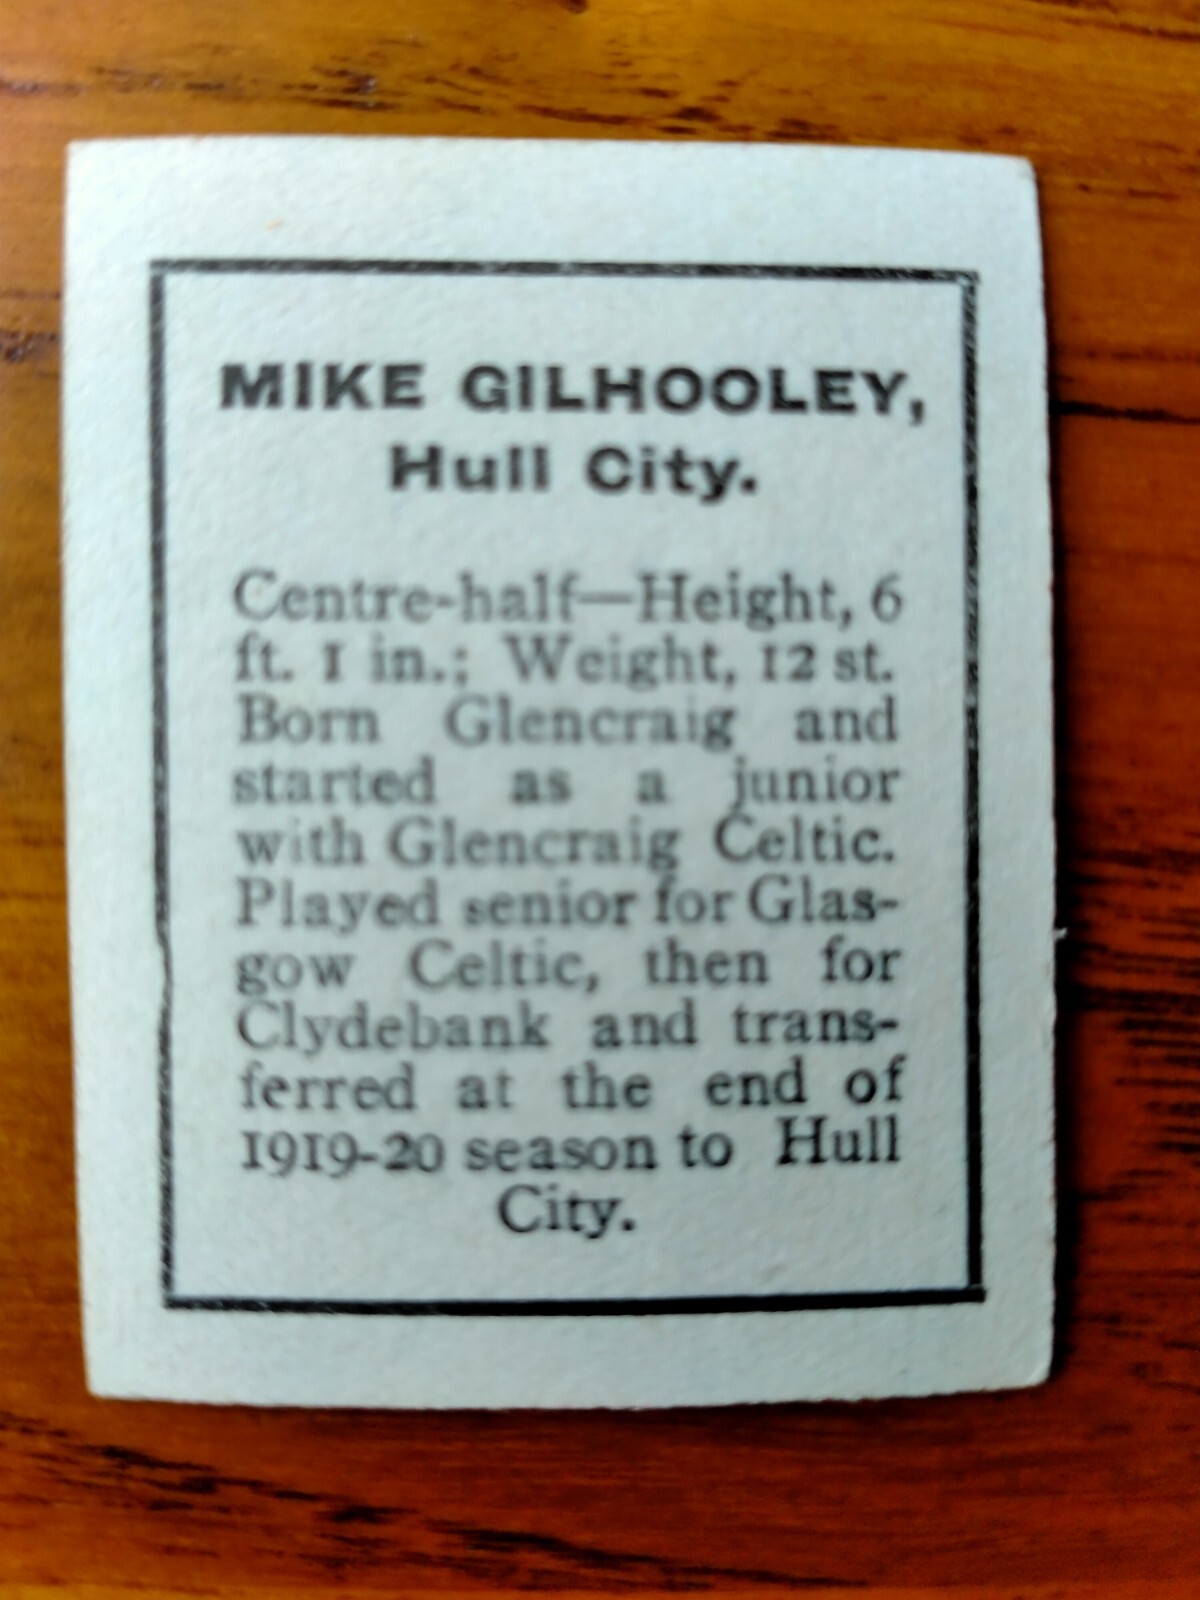 MIKE GILHOOLEY,
Hull City.
Centre-half—Height, 6
ft. 1 in.; Weight, 12 st.
Born Glencraig and
started as a junior
with Glencraig Celtic.
Played senior for Glas-
gow Celtic, then for
Clydebank and trans-
ferred at the end of
1919-20 season to Hull
City.